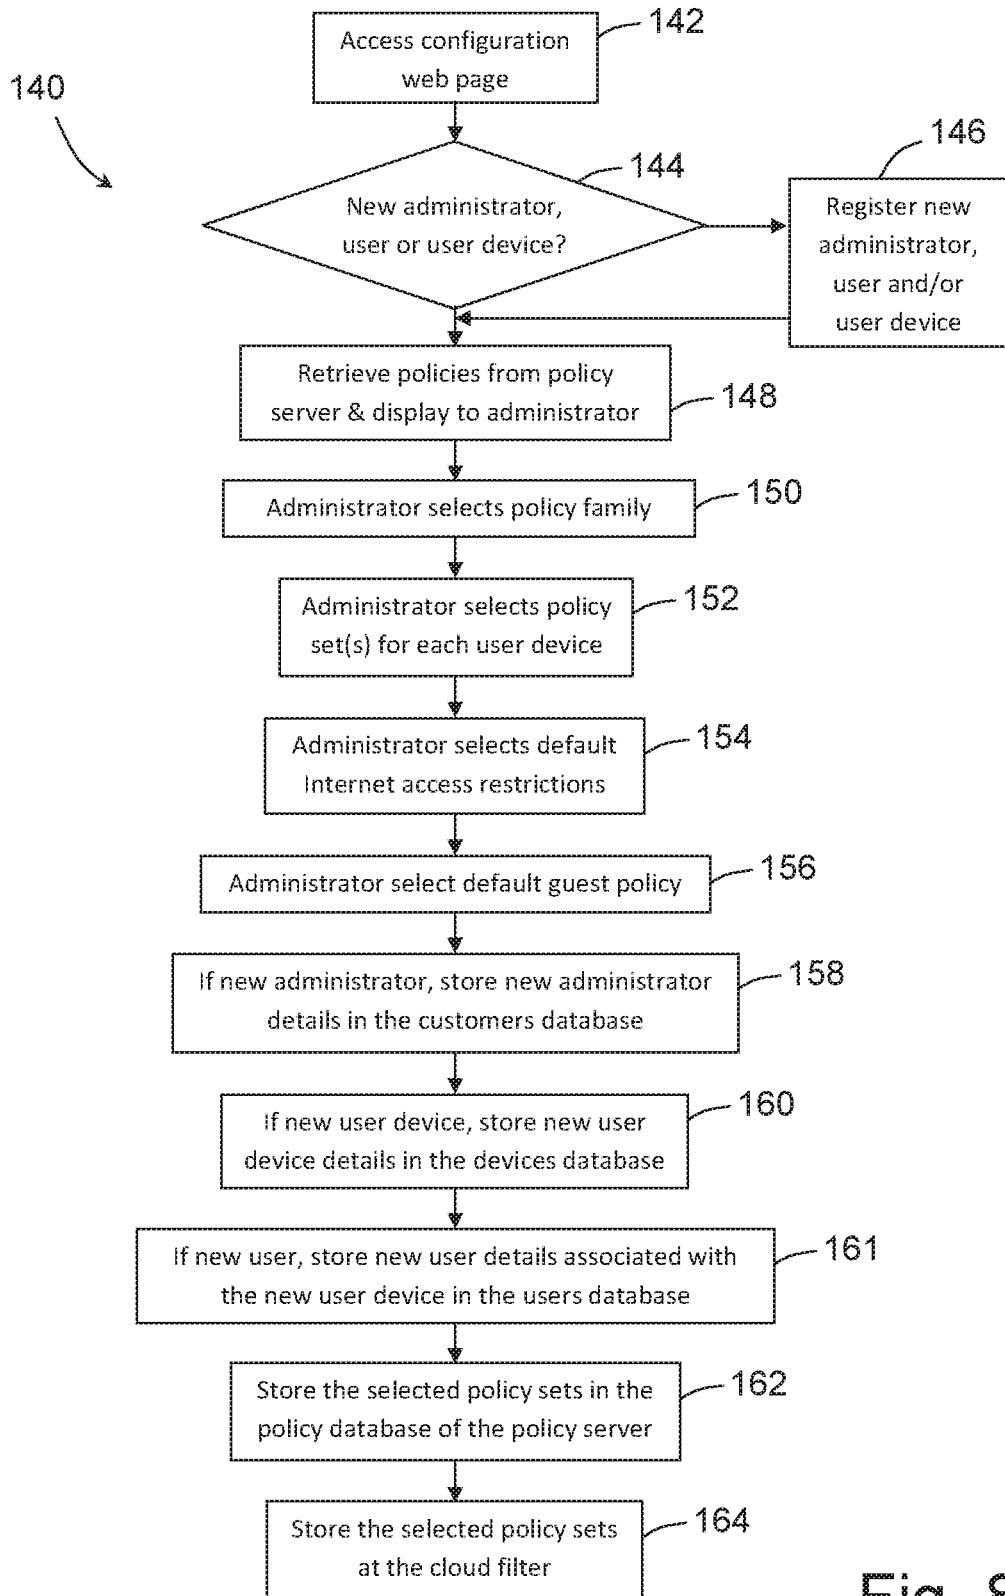 Access configuration
web page
142
140
New administrator,
user or user device?
144
146
Register new
administrator,
user and/or
user device
Retrieve policies from policy
server & display to administrator
148
Administrator selects policy family
150
Administrator selects policy
set(s) for each user device
152
Administrator selects default
Internet access restrictions
154
Administrator select default guest policy
156
If new administrator, store new administrator
details in the customers database
158
If new user device, store new user
device details in the devices database
160
If new user, store new user details associated with
the new user device in the users database
161
Store the selected policy sets in the
policy database of the policy server
162
Store the selected policy sets
at the cloud filter
164
Fig.